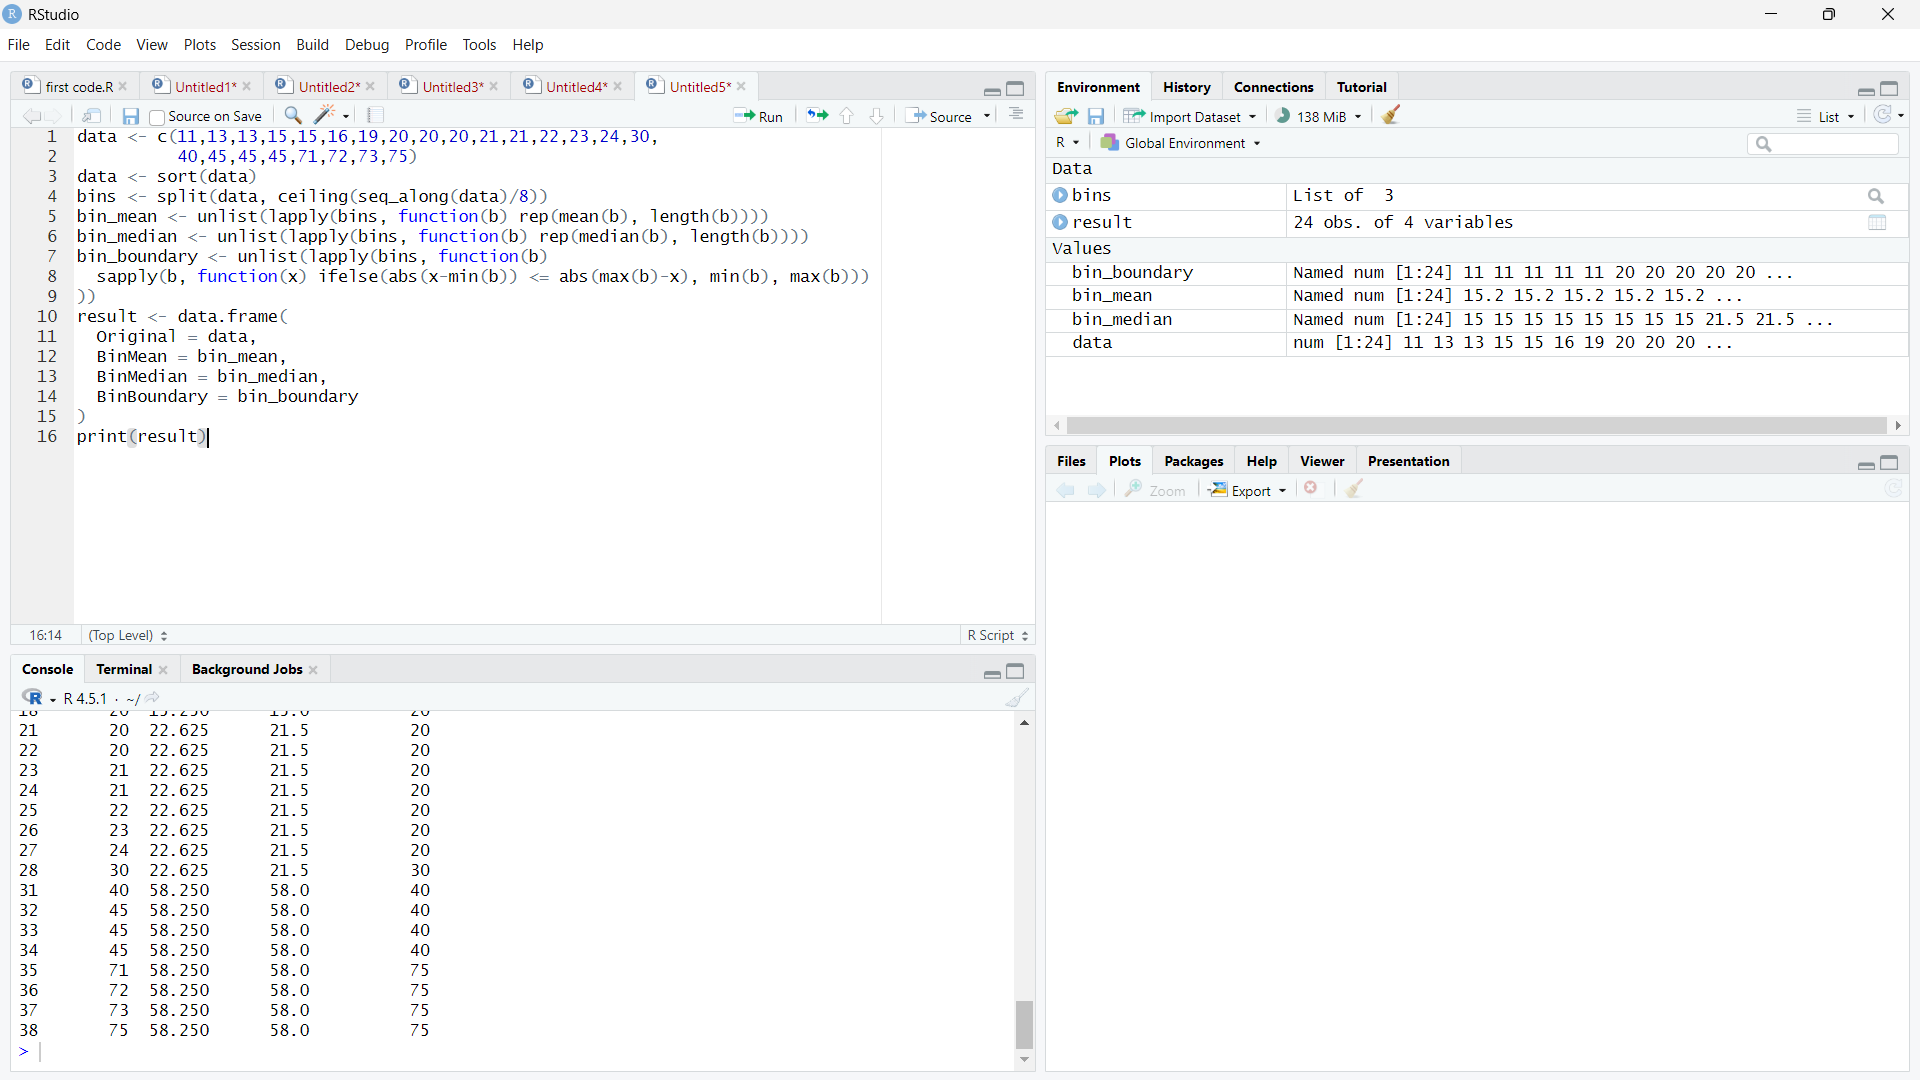 RStudio
File Edit Code View Plots Session Build Debug Profile Tools Help
first code.R Untitled1* Untitled2* Untitled3* Untitled4* Untitled5*
Source on Save Run Source
1 data <- c(11,13,13,15,15,16,19,20,20,20,21,21,22,23,24,30,
2 40,45,45,45,71,72,73,75)
3 data <- sort(data)
4 bins <- split(data, ceiling(seq_along(data)/8))
5 bin_mean <- unlist(lapply(bins, function(b) rep(mean(b), length(b))))
6 bin_median <- unlist(lapply(bins, function(b) rep(median(b), length(b))))
7 bin_boundary <- unlist(lapply(bins, function(b)
8 sapply(b, function(x) ifelse(abs(x-min(b)) <= abs(max(b)-x), min(b), max(b)))
9 ))
10 result <- data.frame(
11 Original = data,
12 BinMean = bin_mean,
13 BinMedian = bin_median,
14 BinBoundary = bin_boundary
15 )
16 print(result)
16:14 (Top Level) R Script
Console Terminal Background Jobs
R 4.5.1 · ~/
18 20 15.250 15.0 20
21 20 22.625 21.5 20
22 20 22.625 21.5 20
23 21 22.625 21.5 20
24 21 22.625 21.5 20
25 22 22.625 21.5 20
26 23 22.625 21.5 20
27 24 22.625 21.5 20
28 30 22.625 21.5 30
31 40 58.250 58.0 40
32 45 58.250 58.0 40
33 45 58.250 58.0 40
34 45 58.250 58.0 40
35 71 58.250 58.0 75
36 72 58.250 58.0 75
37 73 58.250 58.0 75
38 75 58.250 58.0 75
>
Environment History Connections Tutorial
Import Dataset 138 MiB List
R Global Environment
Data
bins List of 3
result 24 obs. of 4 variables
Values
bin_boundary Named num [1:24] 11 11 11 11 11 20 20 20 20 20 ...
bin_mean Named num [1:24] 15.2 15.2 15.2 15.2 15.2 ...
bin_median Named num [1:24] 15 15 15 15 15 15 15 15 21.5 21.5 ...
data num [1:24] 11 13 13 15 15 16 19 20 20 20 ...
Files Plots Packages Help Viewer Presentation
Zoom Export